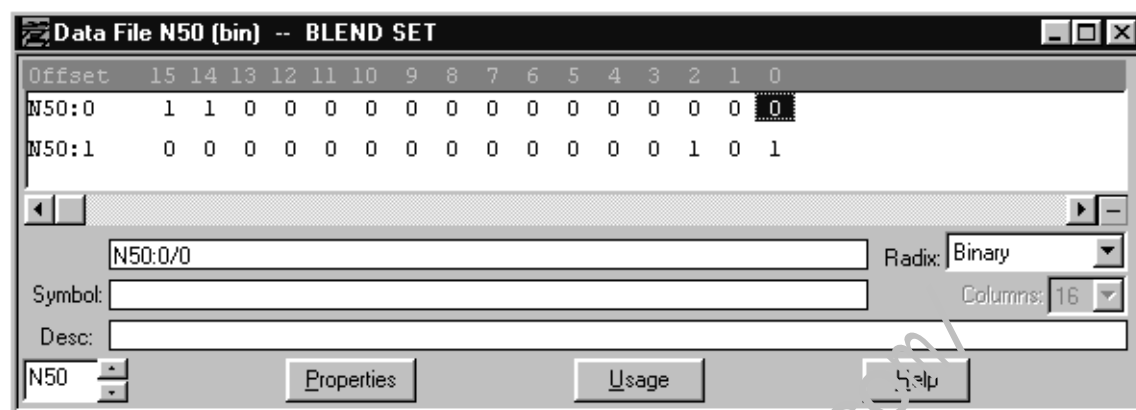 Data File N50 (bin) -- BLEND SET
Offset 15 14 13 12 11 10 9 8 7 6 5 4 3 2 1 0
N50:0 1 1 0 0 0 0 0 0 0 0 0 0 0 0 0 0
N50:1 0 0 0 0 0 0 0 0 0 0 0 0 0 1 0 1
N50:0/0
Radix: Binary
Symbol:
Columns: 16
Desc:
N50 Properties Usage Help